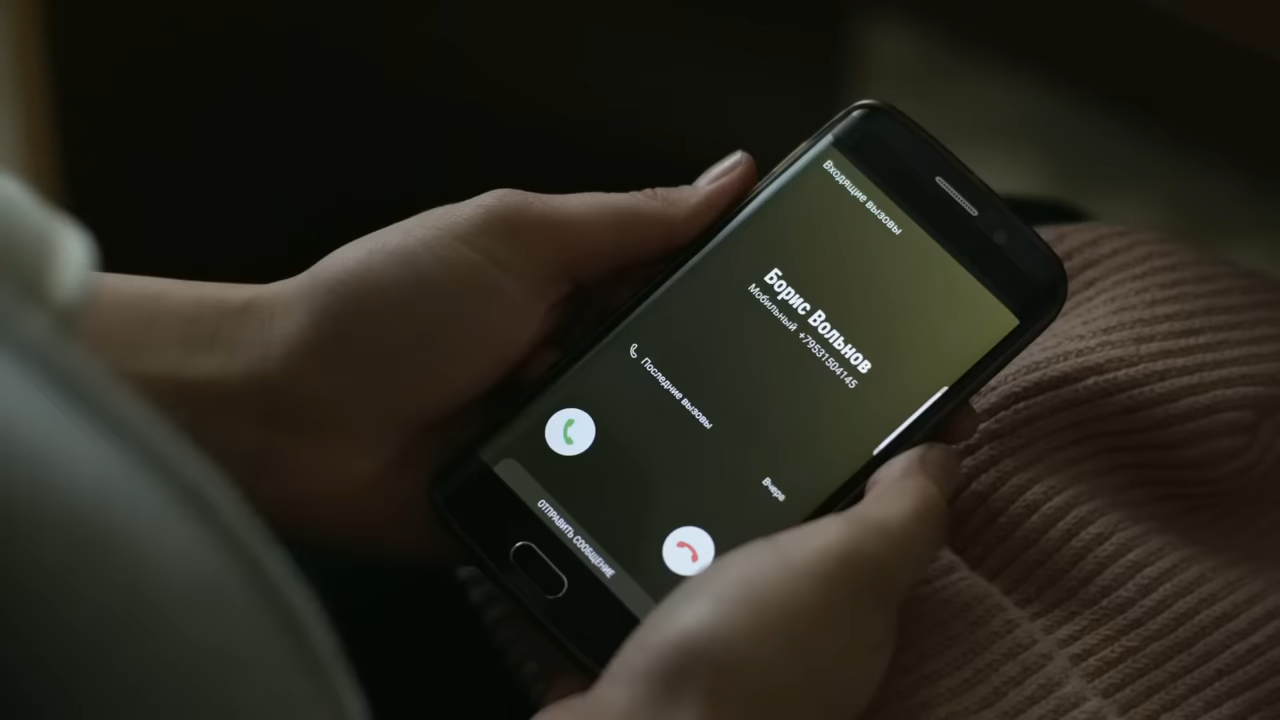 Входящие вызовы
Борис Вольнов
Мобильный +79531504145
Последние вызовы
Вчера
ОТПРАВИТЬ СООБЩЕНИЕ